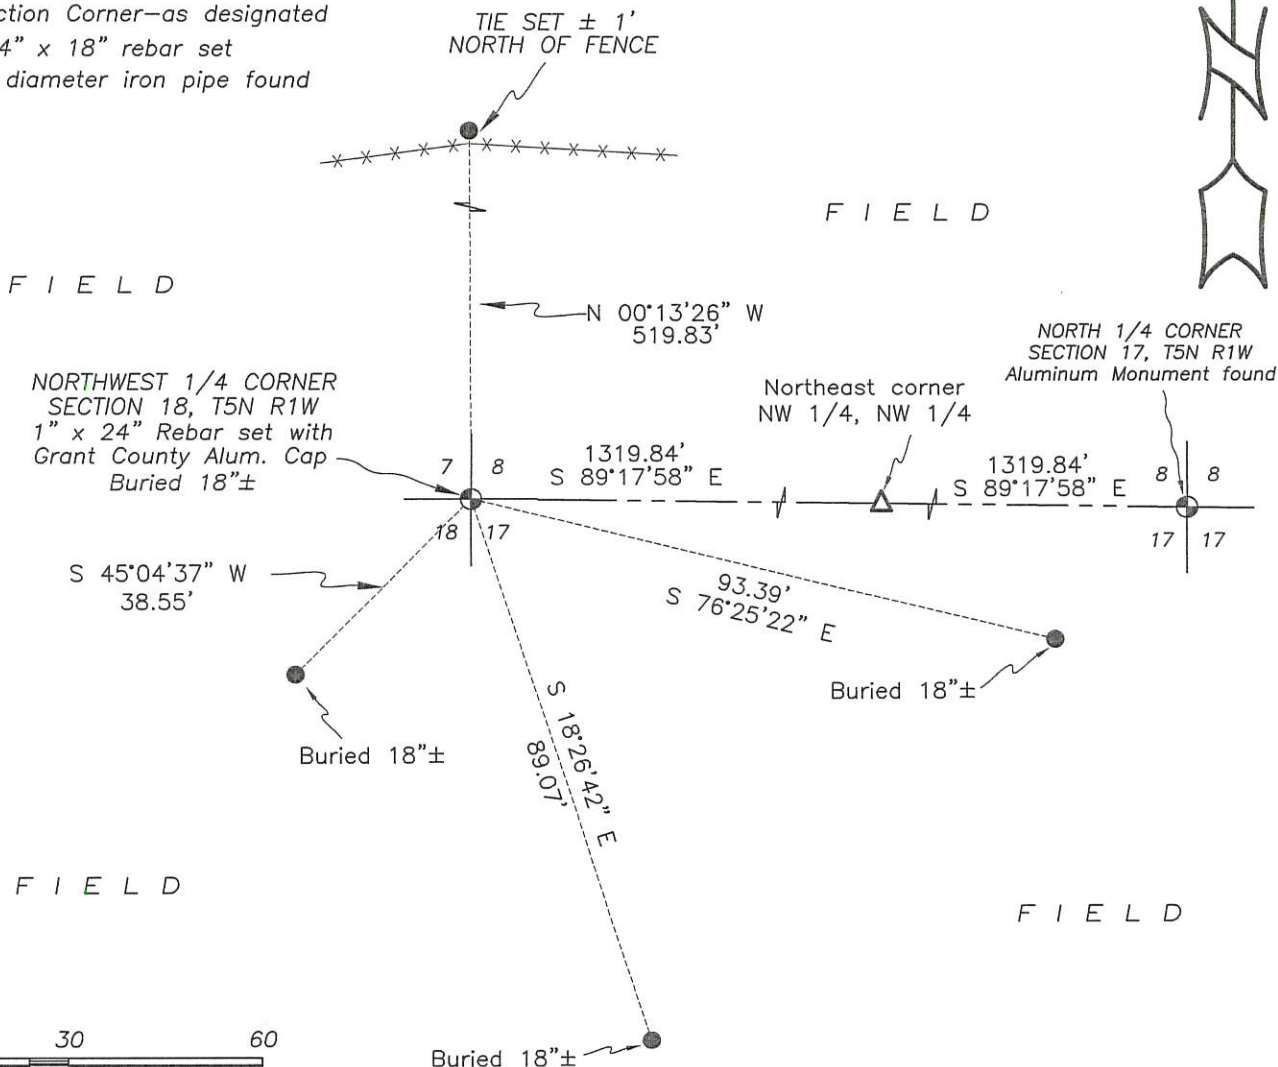 ction Corner–as designated
4" x 18" rebar set
diameter iron pipe found
TIE SET ± 1'
NORTH OF FENCE
N
F I E L D
F I E L D
N 00°13'26" W
519.83'
NORTH 1/4 CORNER
SECTION 17, T5N R1W
Aluminum Monument found
NORTHWEST 1/4 CORNER
SECTION 18, T5N R1W
1" x 24" Rebar set with
Grant County Alum. Cap
Buried 18"±
Northeast corner
NW 1/4, NW 1/4
7 8
18 17
1319.84'
S 89°17'58" E
1319.84'
S 89°17'58" E
8 8
17 17
S 45°04'37" W
38.55'
93.39'
S 76°25'22" E
Buried 18"±
Buried 18"±
S 18°26'42" E
89.07'
F I E L D
F I E L D
30 60
Buried 18"±